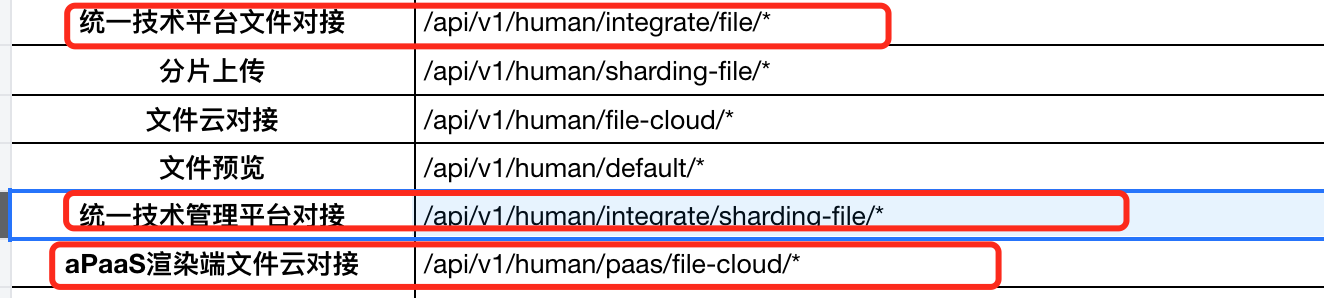 统一技术平台文件对接 /api/v1/human/integrate/file/*
分片上传 /api/v1/human/sharding-file/*
文件云对接 /api/v1/human/file-cloud/*
文件预览 /api/v1/human/default/*
统一技术管理平台对接 /api/v1/human/integrate/sharding-file/*
aPaaS渲染端文件云对接 /api/v1/human/paas/file-cloud/*